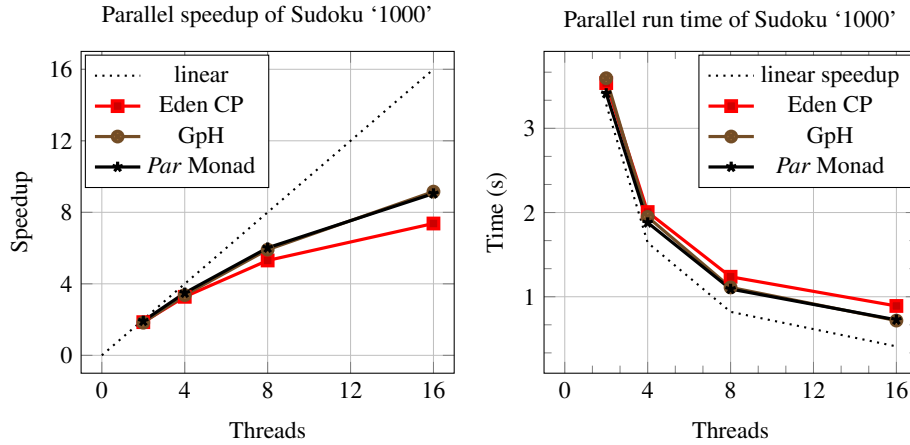 Parallel speedup of Sudoku ‘1000’
16
12
8
4
0
Speedup
linear
Eden CP
GpH
Par Monad
0 4 8 12 16
Threads
Parallel run time of Sudoku ‘1000’
3
2
1
Time (s)
linear speedup
Eden CP
GpH
Par Monad
0 4 8 12 16
Threads